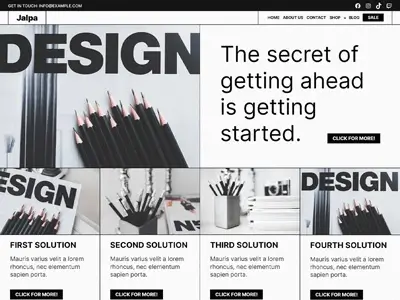 GET IN TOUCH: INFO@EXAMPLE.COM
Jalpa
HOME ABOUT US CONTACT SHOP BLOG SALE
DESIGN
The secret of
getting ahead
is getting
started.
CLICK FOR MORE!
SIGN
DESIGN
FIRST SOLUTION
Mauris varius velit a lorem
rhoncus, nec elementum
sapien porta.
CLICK FOR MORE!
SECOND SOLUTION
Mauris varius velit a lorem
rhoncus, nec elementum
sapien porta.
CLICK FOR MORE!
THIRD SOLUTION
Mauris varius velit a lorem
rhoncus, nec elementum
sapien porta.
CLICK FOR MORE!
FOURTH SOLUTION
Mauris varius velit a lorem
rhoncus, nec elementum
sapien porta.
CLICK FOR MORE!